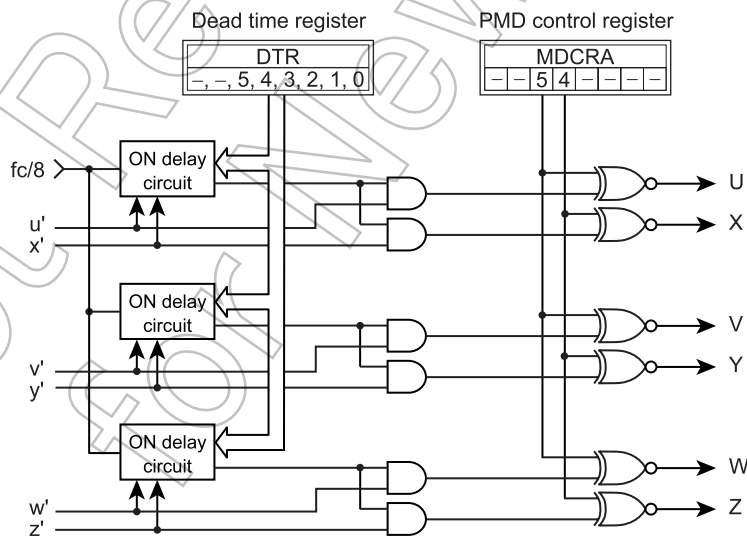 Dead time register
PMD control register
DTR
–, –, 5, 4, 3, 2, 1, 0
MDCRA
– – 5 4 – – – –
fc/8
ON delay
circuit
u'
x'
U
X
ON delay
circuit
v'
y'
V
Y
ON delay
circuit
w'
z'
W
Z